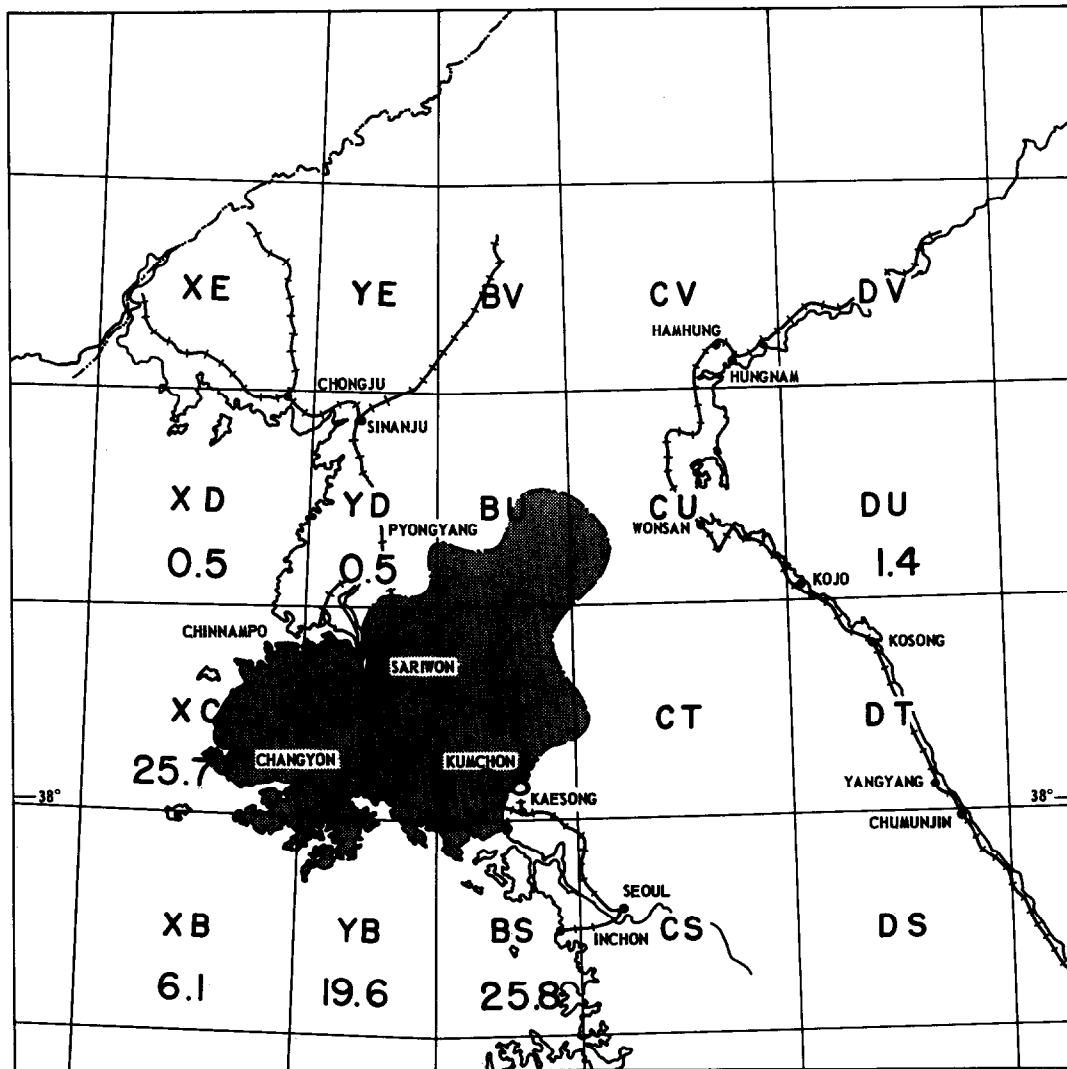 XE YE BV CV DV
HAMHUNG
HUNGNAM
CHONGJU
SINANJU
XD YD BU CU DU
PYONGYANG
WONSAN
0.5 0.5 1.4
KOJO
CHINNAMPO
KOSONG
SARIWON
XC CT DT
CHANGYON
KUMCHON
25.7
YANGYANG
KAESONG
38° 38°
CHUMUNJIN
SEOUL
XB YB BS CS DS
INCHON
6.1 19.6 25.8